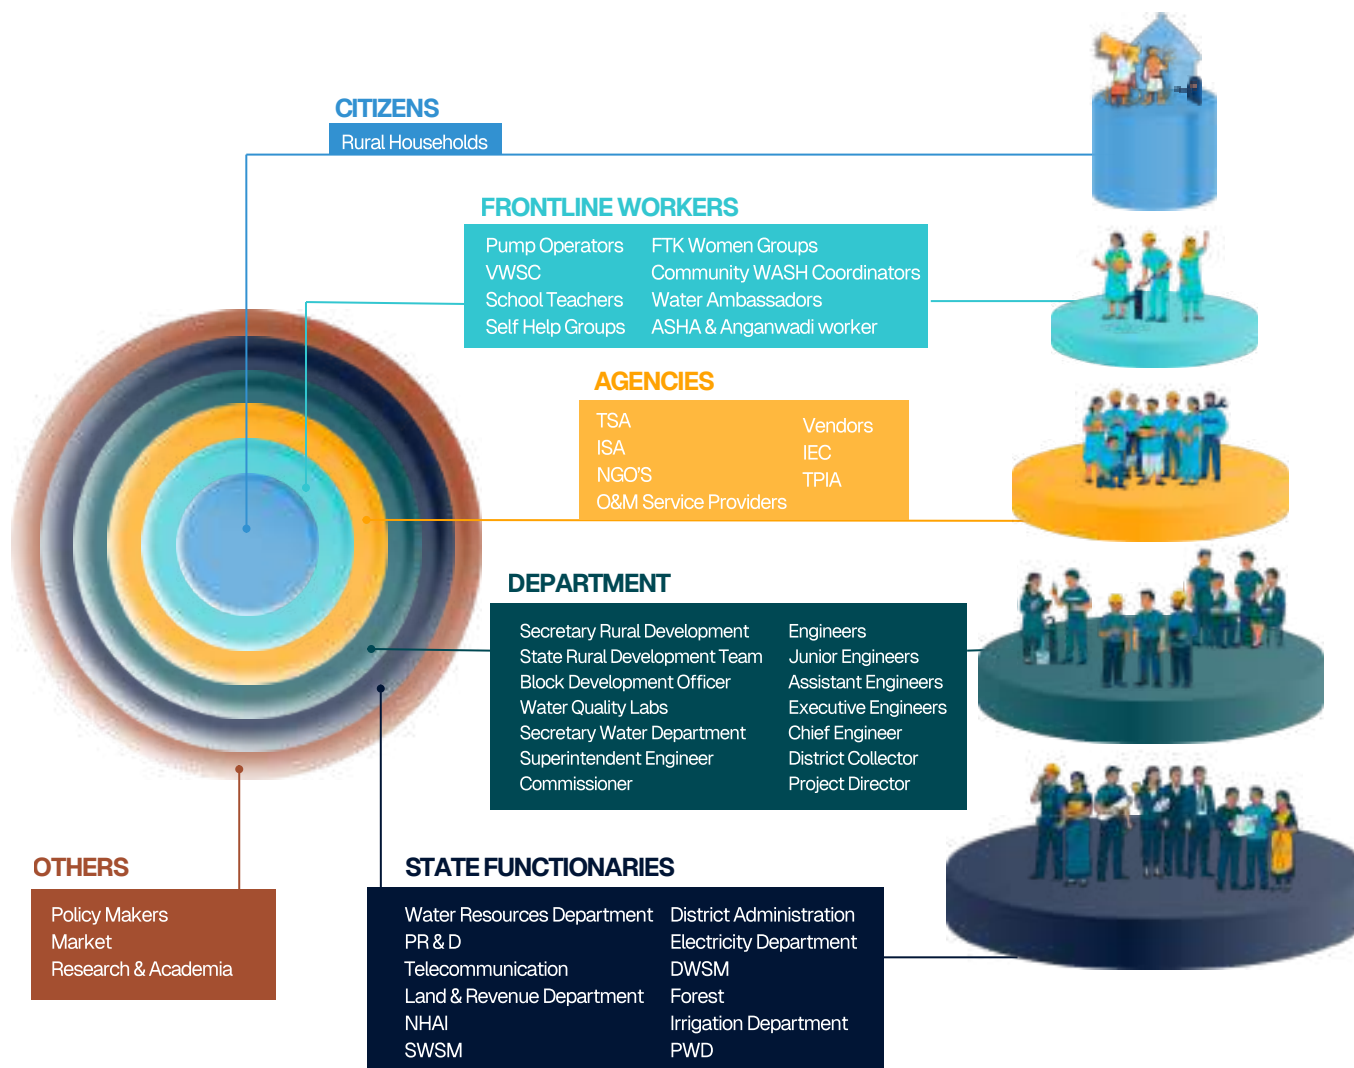 CITIZENS
Rural Households
FRONTLINE WORKERS
Pump Operators
VWSC
School Teachers
Self Help Groups
FTK Women Groups
Community WASH Coordinators
Water Ambassadors
ASHA & Anganwadi worker
AGENCIES
TSA
ISA
NGO'S
O&M Service Providers
Vendors
IEC
TPIA
DEPARTMENT
Secretary Rural Development
State Rural Development Team
Block Development Officer
Water Quality Labs
Secretary Water Department
Superintendent Engineer
Commissioner
Engineers
Junior Engineers
Assistant Engineers
Executive Engineers
Chief Engineer
District Collector
Project Director
OTHERS
Policy Makers
Market
Research & Academia
STATE FUNCTIONARIES
Water Resources Department
PR & D
Telecommunication
Land & Revenue Department
NHAI
SWSM
District Administration
Electricity Department
DWSM
Forest
Irrigation Department
PWD